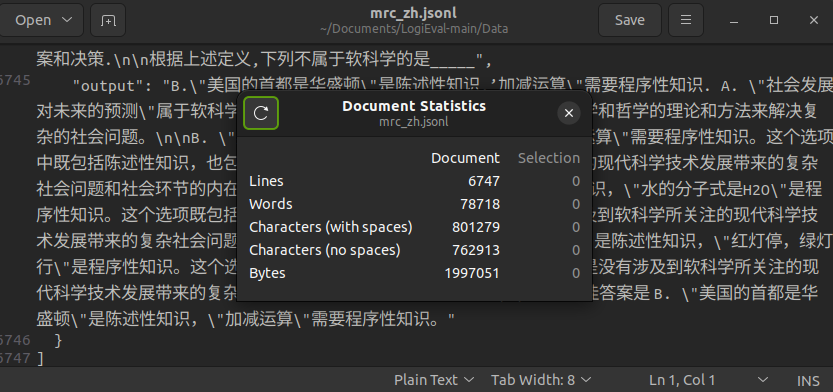 Open
mrc_zh.jsonl
~/Documents/LogiEval-main/Data
Save
案和决策.\n\n根据上述定义,下列不属于软科学的是_____",
6745 "output": "B.\"美国的首都是华盛顿\"是陈述性知识,加减运算\"需要程序性知识. A. \"社会发展
对未来的预测\"属于软科学 学和哲学的理论和方法来解决复
杂的社会问题。\n\nB. \" 算\"需要程序性知识。这个选项
中既包括陈述性知识，也包 的现代科学技术发展带来的复杂
社会问题和社会环节的内在 识，\"水的分子式是H2O\"是程
序性知识。这个选项既包括 及到软科学所关注的现代科学技
术发展带来的复杂社会问题 是陈述性知识，\"红灯停，绿灯
行\"是程序性知识。这个选 是没有涉及到软科学所关注的现
代科学技术发展带来的复杂 佳答案是 B. \"美国的首都是华
盛顿\"是陈述性知识，\"加减运算\"需要程序性知识。"
6746 }
6747 ]
Document Statistics
mrc_zh.jsonl
Document Selection
Lines 6747 0
Words 78718 0
Characters (with spaces) 801279 0
Characters (no spaces) 762913 0
Bytes 1997051 0
Plain Text Tab Width: 8 Ln 1, Col 1 INS